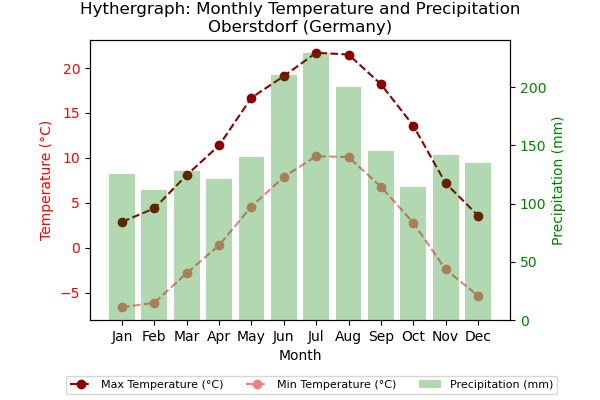 Hythergraph: Monthly Temperature and Precipitation
Oberstdorf (Germany)
Temperature (°C)
20
15
10
5
0
−5
200
150
100
50
0
Precipitation (mm)
Jan Feb Mar Apr May Jun Jul Aug Sep Oct Nov Dec
Month
Max Temperature (°C) Min Temperature (°C) Precipitation (mm)